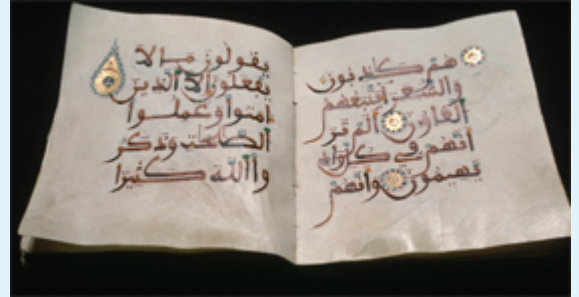 هم كاذبون
والشعرا يتبعهم
الغاون الم تر
انهم في كل واد
يهيمون وانهم
يقولون ما لا
يفعلون الا الذين
امنوا وعملوا
الصلحت وذكر
وا الله كثيرا